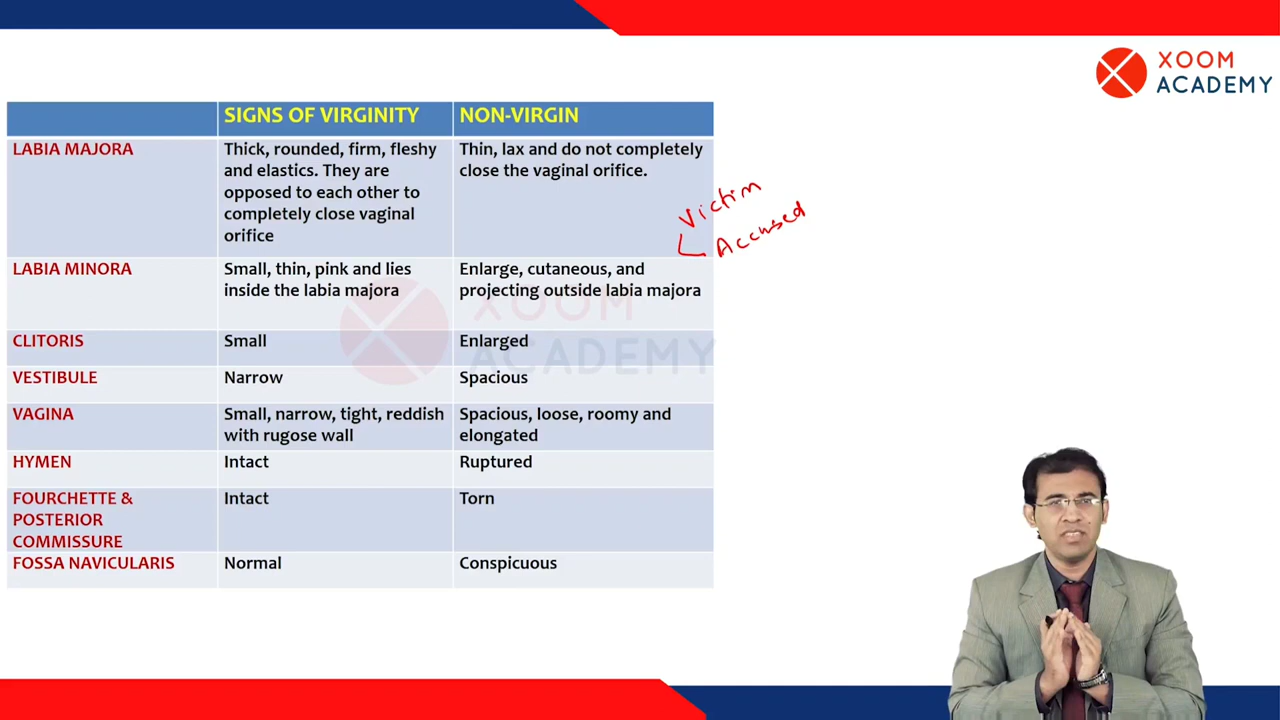 XOOM
ACADEMY
SIGNS OF VIRGINITY
NON-VIRGIN
LABIA MAJORA
Thick, rounded, firm, fleshy
and elastics. They are
opposed to each other to
completely close vaginal
orifice
Thin, lax and do not completely
close the vaginal orifice.
Victim
Accused
LABIA MINORA
Small, thin, pink and lies
inside the labia majora
Enlarge, cutaneous, and
projecting outside labia majora
XOOM
ACADEMY
CLITORIS
Small
Enlarged
VESTIBULE
Narrow
Spacious
VAGINA
Small, narrow, tight, reddish
with rugose wall
Spacious, loose, roomy and
elongated
HYMEN
Intact
Ruptured
FOURCHETTE &
POSTERIOR
COMMISSURE
Intact
Torn
FOSSA NAVICULARIS
Normal
Conspicuous